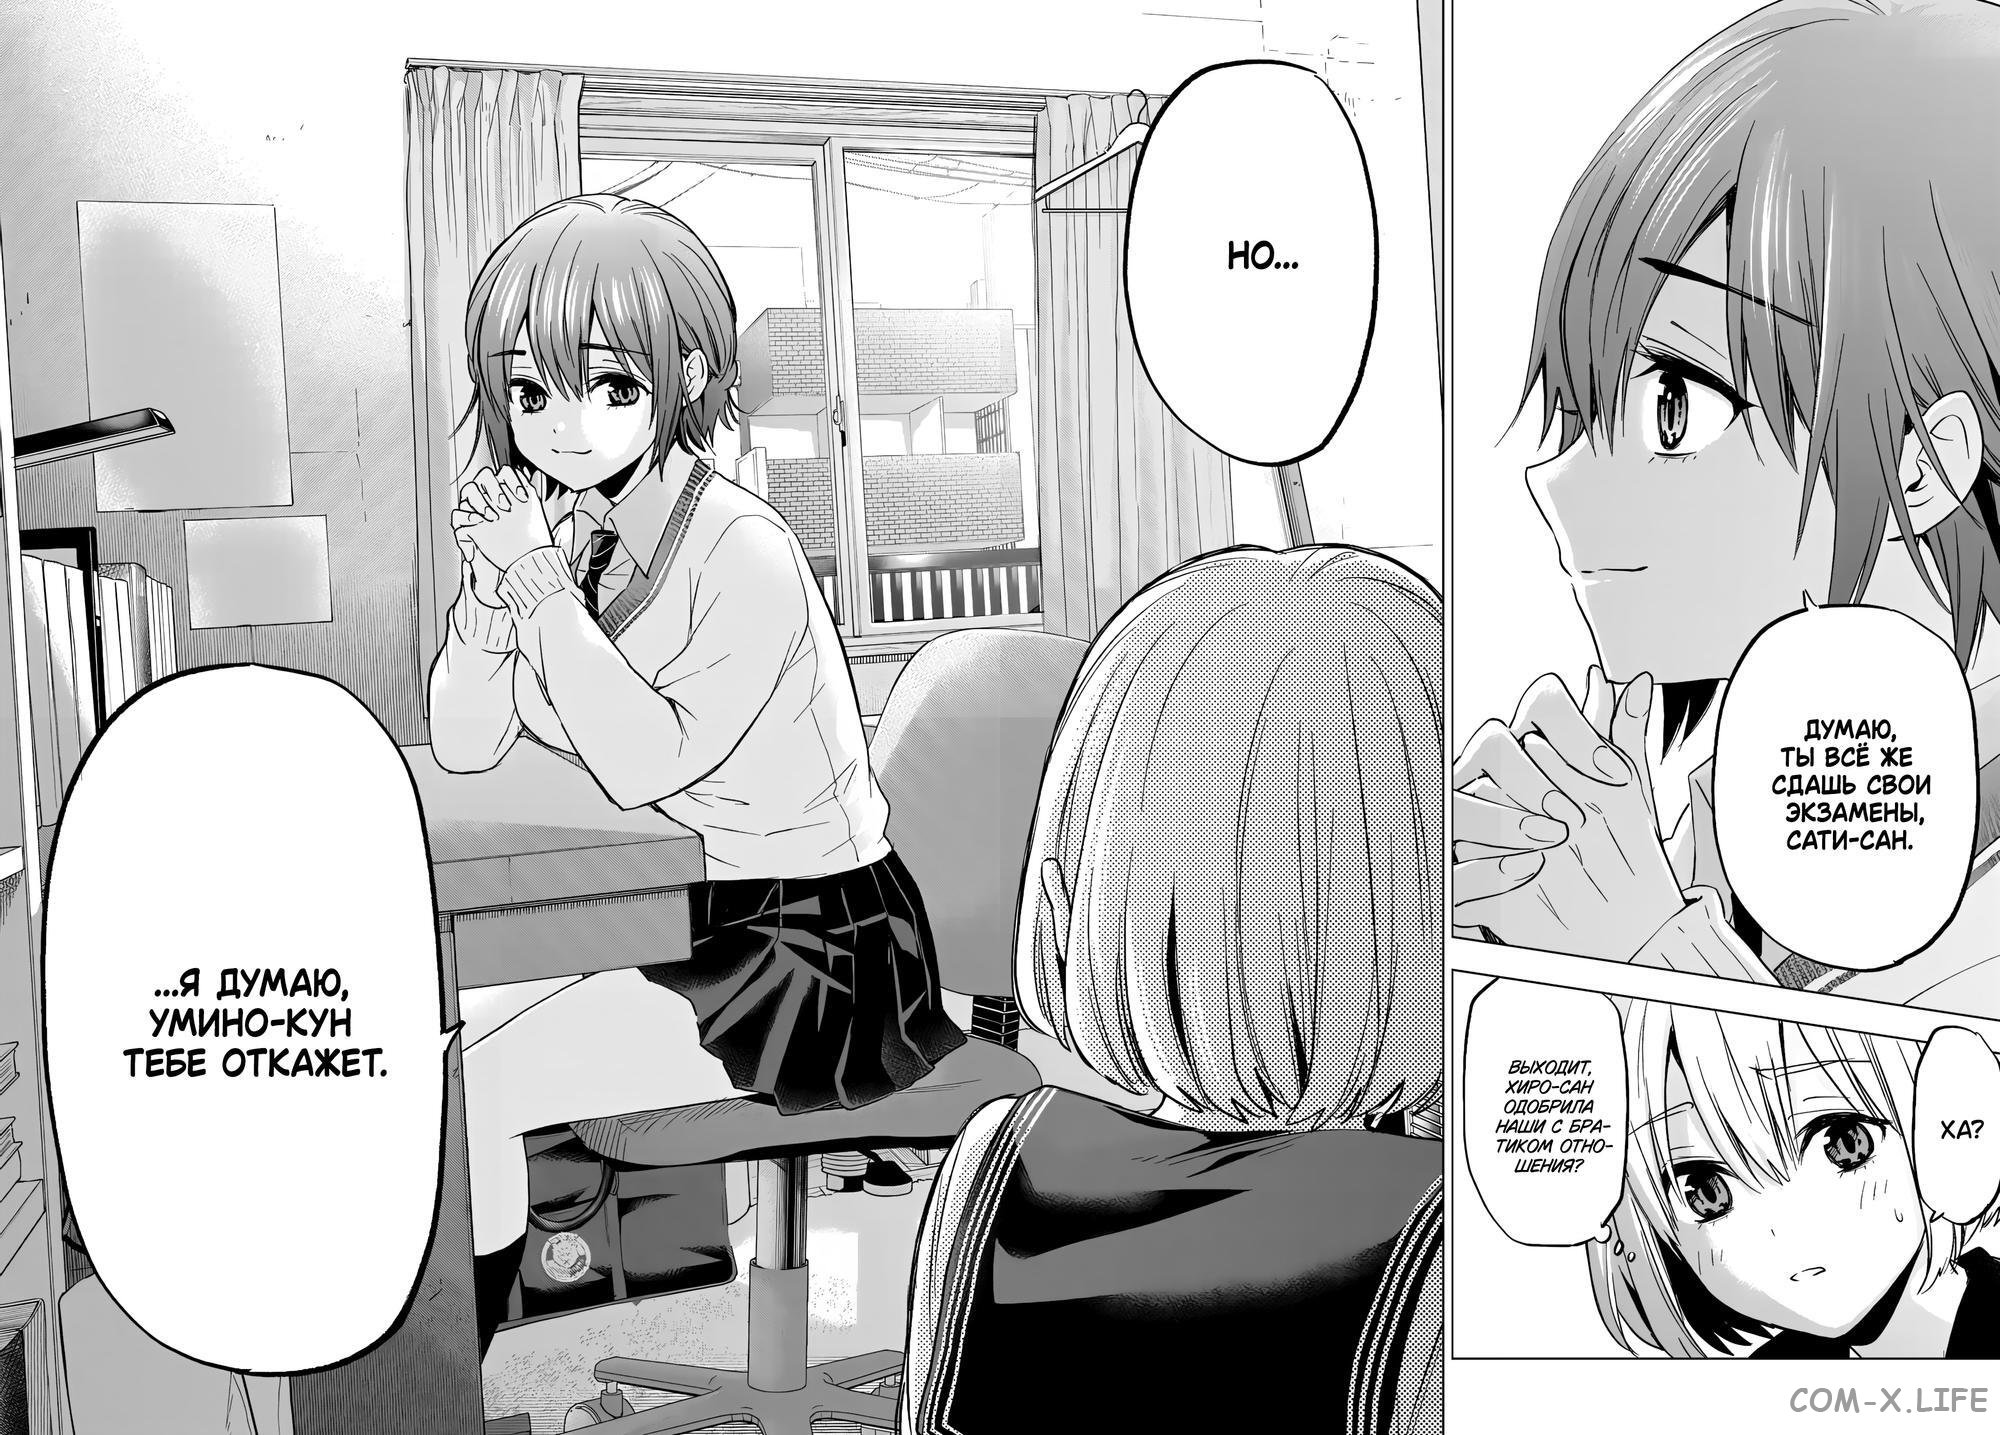 ДУМАЮ,
ТЫ ВСЁ ЖЕ
СДАШЬ СВОИ
ЭКЗАМЕНЫ,
САТИ-САН.
ХА?
ВЫХОДИТ,
ХИРО-САН
ОДОБРИЛА
НАШИ С БРА-
ТИКОМ ОТНО-
ШЕНИЯ?
НО...
...Я ДУМАЮ,
УМИНО-КУН
ТЕБЕ ОТКАЖЕТ.
COM-X.LIFE